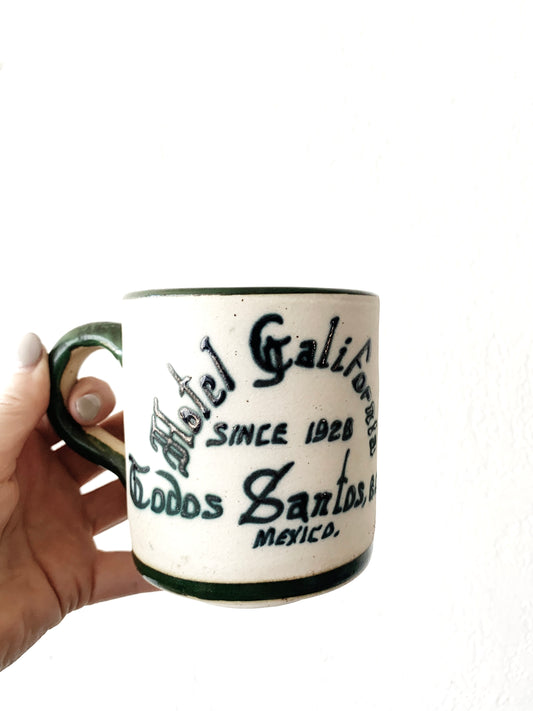 Hotel California
SINCE 1928
Todos Santos,
MEXICO.